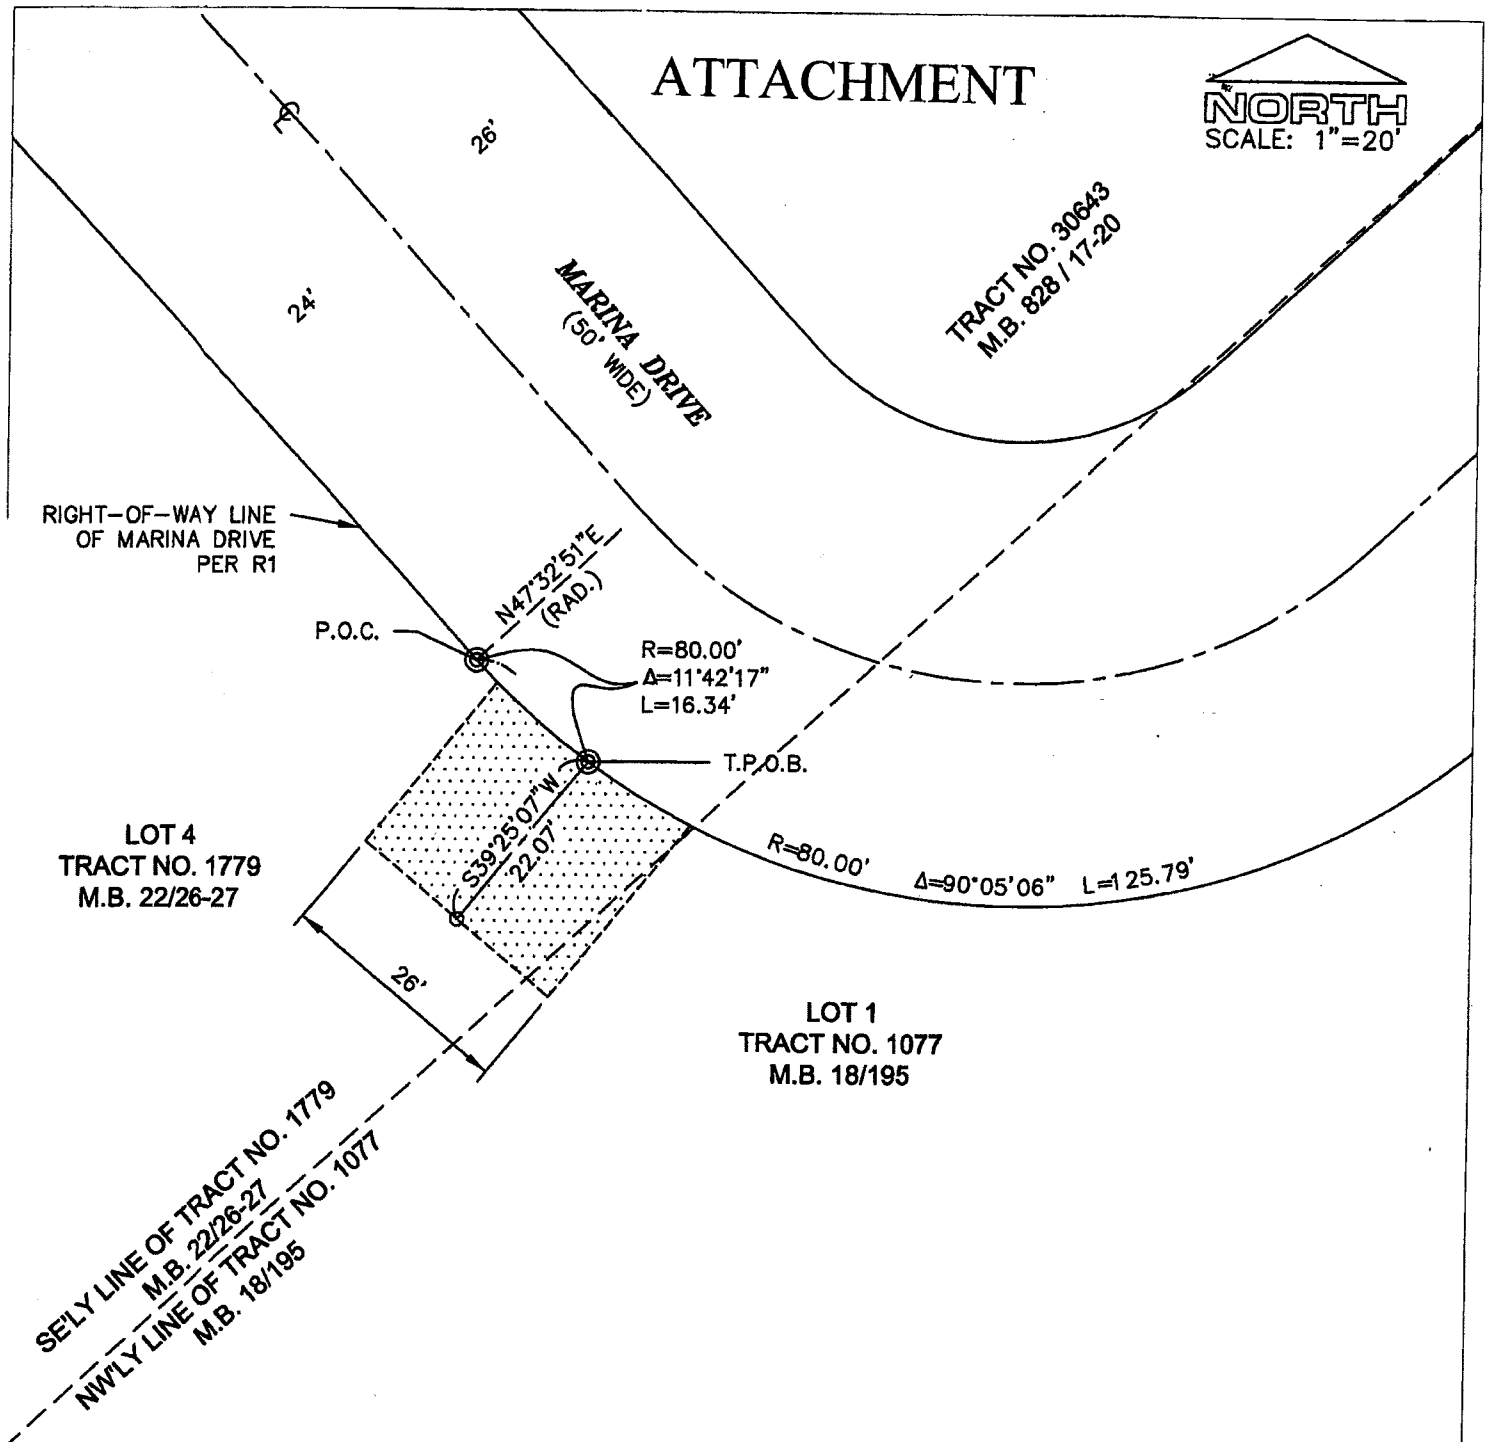 ATTACHMENT
NORTH
SCALE: 1"=20'
℄
26'
24'
MARINA DRIVE
(50' WIDE)
TRACT NO. 30643
M.B. 828 / 17-20
RIGHT-OF-WAY LINE
OF MARINA DRIVE
PER R1
N47°32'51"E
(RAD.)
P.O.C.
R=80.00'
Δ=11°42'17"
L=16.34'
T.P.O.B.
S39°25'07"W
22.07'
LOT 4
TRACT NO. 1779
M.B. 22/26-27
R=80.00' Δ=90°05'06" L=125.79'
26'
LOT 1
TRACT NO. 1077
M.B. 18/195
SE'LY LINE OF TRACT NO. 1779
M.B. 22/26-27
NW'LY LINE OF TRACT NO. 1077
M.B. 18/195